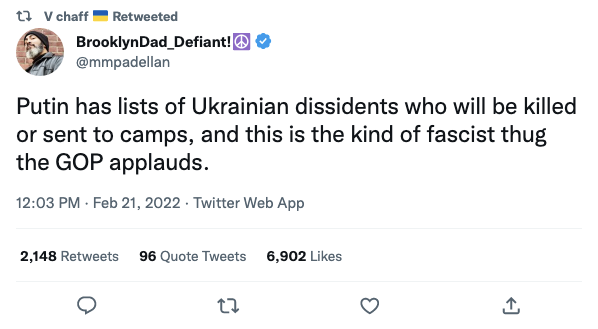 V chaff 🇺🇦 Retweeted
BrooklynDad_Defiant!☮️
@mmpadellan
Putin has lists of Ukrainian dissidents who will be killed
or sent to camps, and this is the kind of fascist thug
the GOP applauds.
12:03 PM · Feb 21, 2022 · Twitter Web App
2,148 Retweets 96 Quote Tweets 6,902 Likes